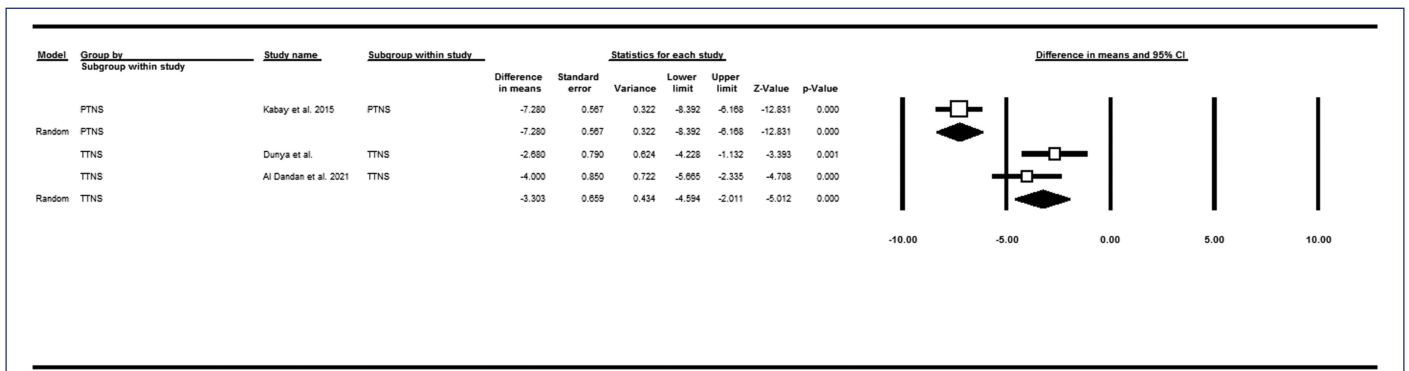 Model Group by Study name Subgroup within study Statistics for each study Difference in means and 95% CI
Subgroup within study
Difference Standard Lower Upper
in means error Variance limit limit Z-Value p-Value
PTNS Kabay et al. 2015 PTNS -7.280 0.567 0.322 -8.392 -6.168 -12.831 0.000
Random PTNS -7.280 0.567 0.322 -8.392 -6.168 -12.831 0.000
TTNS Dunya et al. TTNS -2.680 0.790 0.624 -4.228 -1.132 -3.393 0.001
TTNS Al Dandan et al. 2021 TTNS -4.000 0.850 0.722 -5.665 -2.335 -4.708 0.000
Random TTNS -3.303 0.659 0.434 -4.594 -2.011 -5.012 0.000
-10.00 -5.00 0.00 5.00 10.00